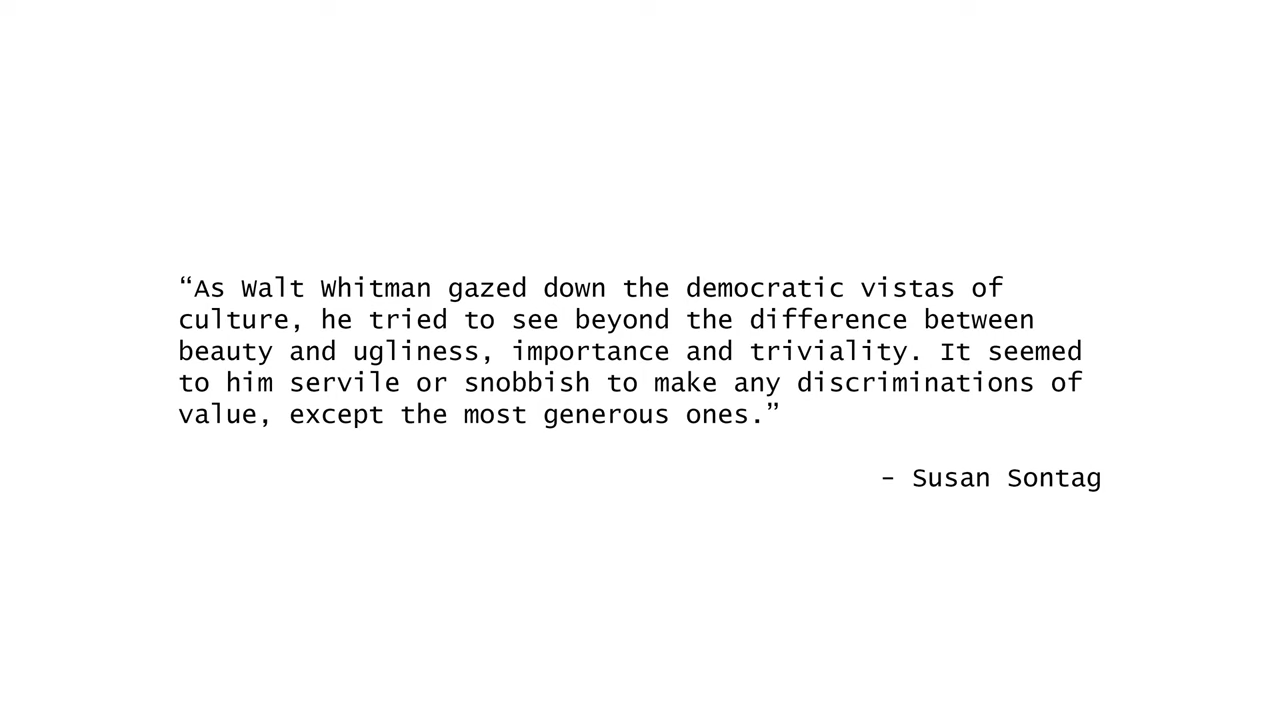 “As Walt Whitman gazed down the democratic vistas of
culture, he tried to see beyond the difference between
beauty and ugliness, importance and triviality. It seemed
to him servile or snobbish to make any discriminations of
value, except the most generous ones.”
– Susan Sontag